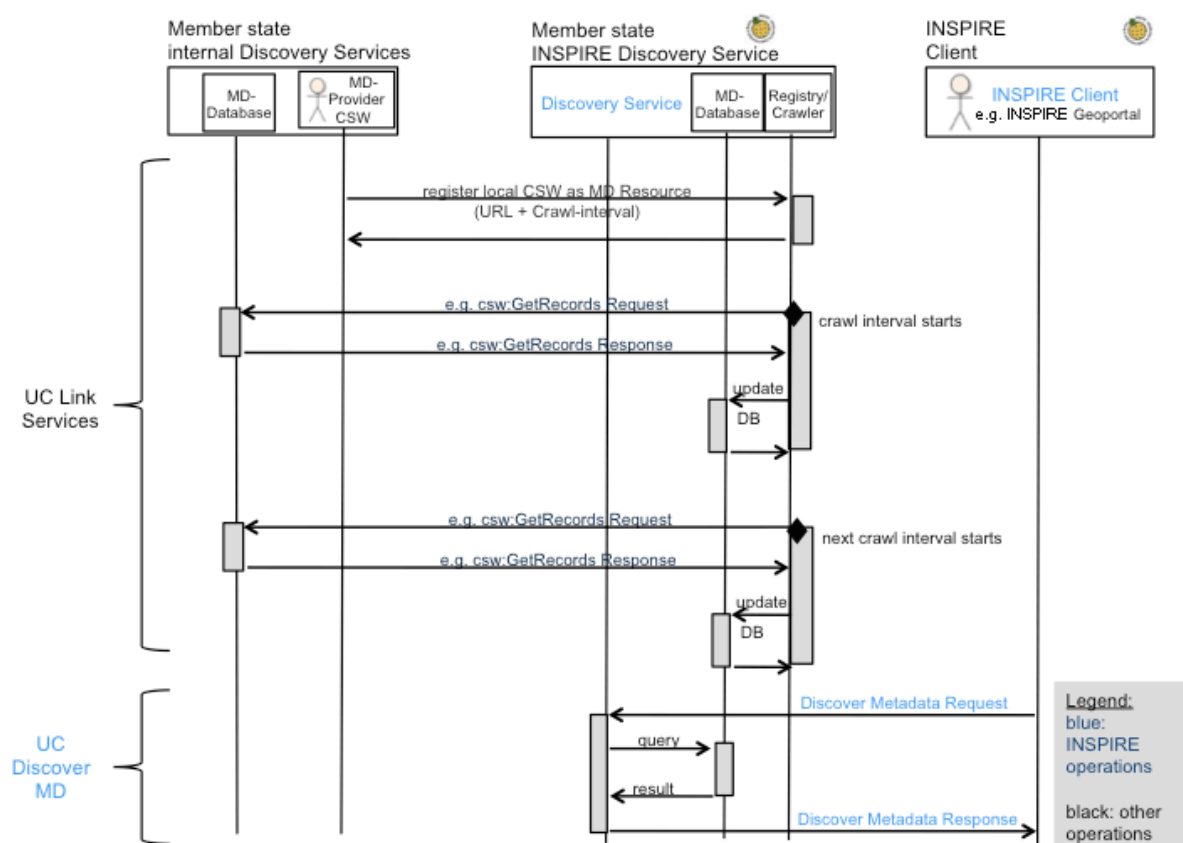 Member state
internal Discovery Services
Member state
INSPIRE Discovery Service
INSPIRE
Client
MD-
Database
MD-
Provider
CSW
Discovery Service
MD-
Database
Registry/
Crawler
INSPIRE Client
e.g. INSPIRE Geoportal
register local CSW as MD Resource
(URL + Crawl-interval)
e.g. csw:GetRecords Request
crawl interval starts
e.g. csw:GetRecords Response
update
DB
UC Link
Services
e.g. csw:GetRecords Request
next crawl interval starts
e.g. csw:GetRecords Response
update
DB
Discover Metadata Request
query
result
Discover Metadata Response
UC
Discover
MD
Legend:
blue:
INSPIRE
operations
black: other
operations